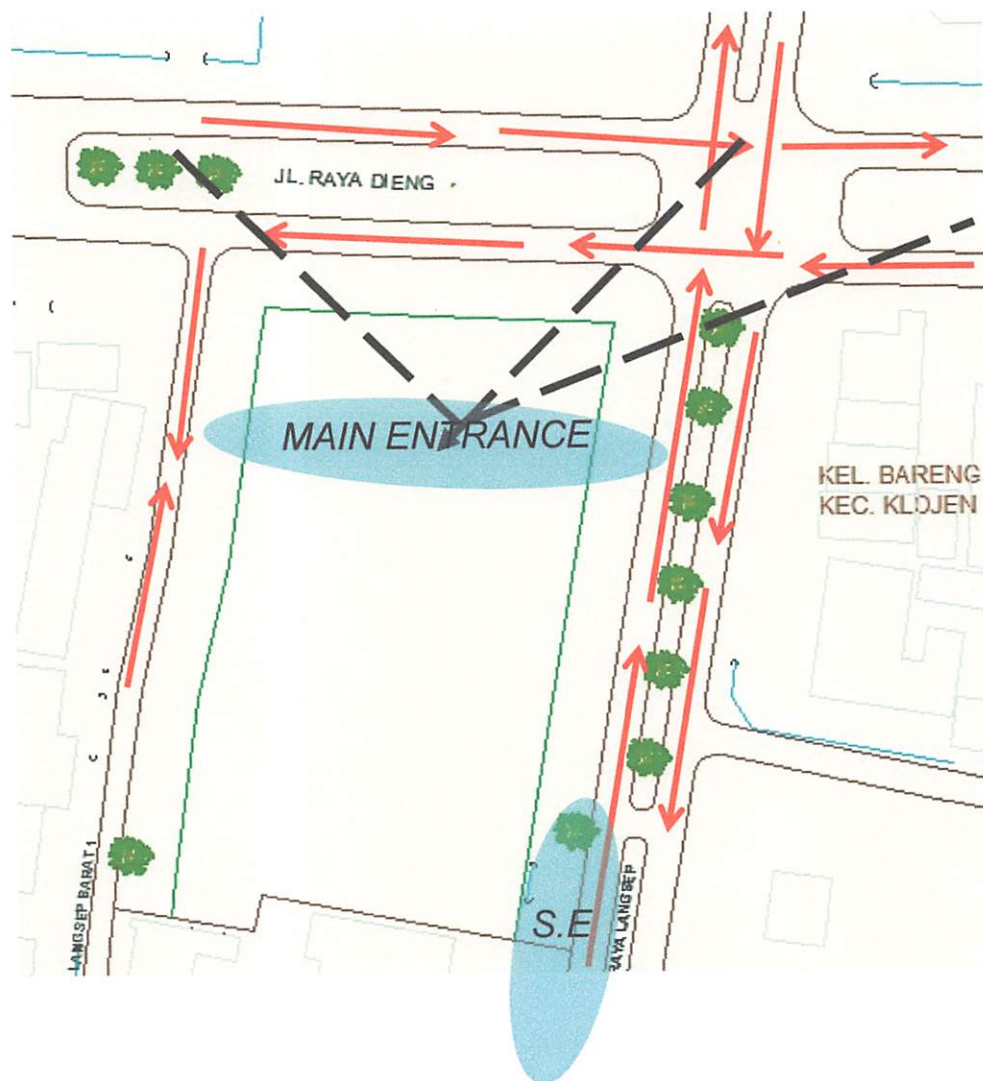 JL. RAYA DIENG
MAIN ENTRANCE
KEL. BARENG
KEC. KLOJEN
LANGSEP BARAT 1
S.E
RAYA LANGSEP